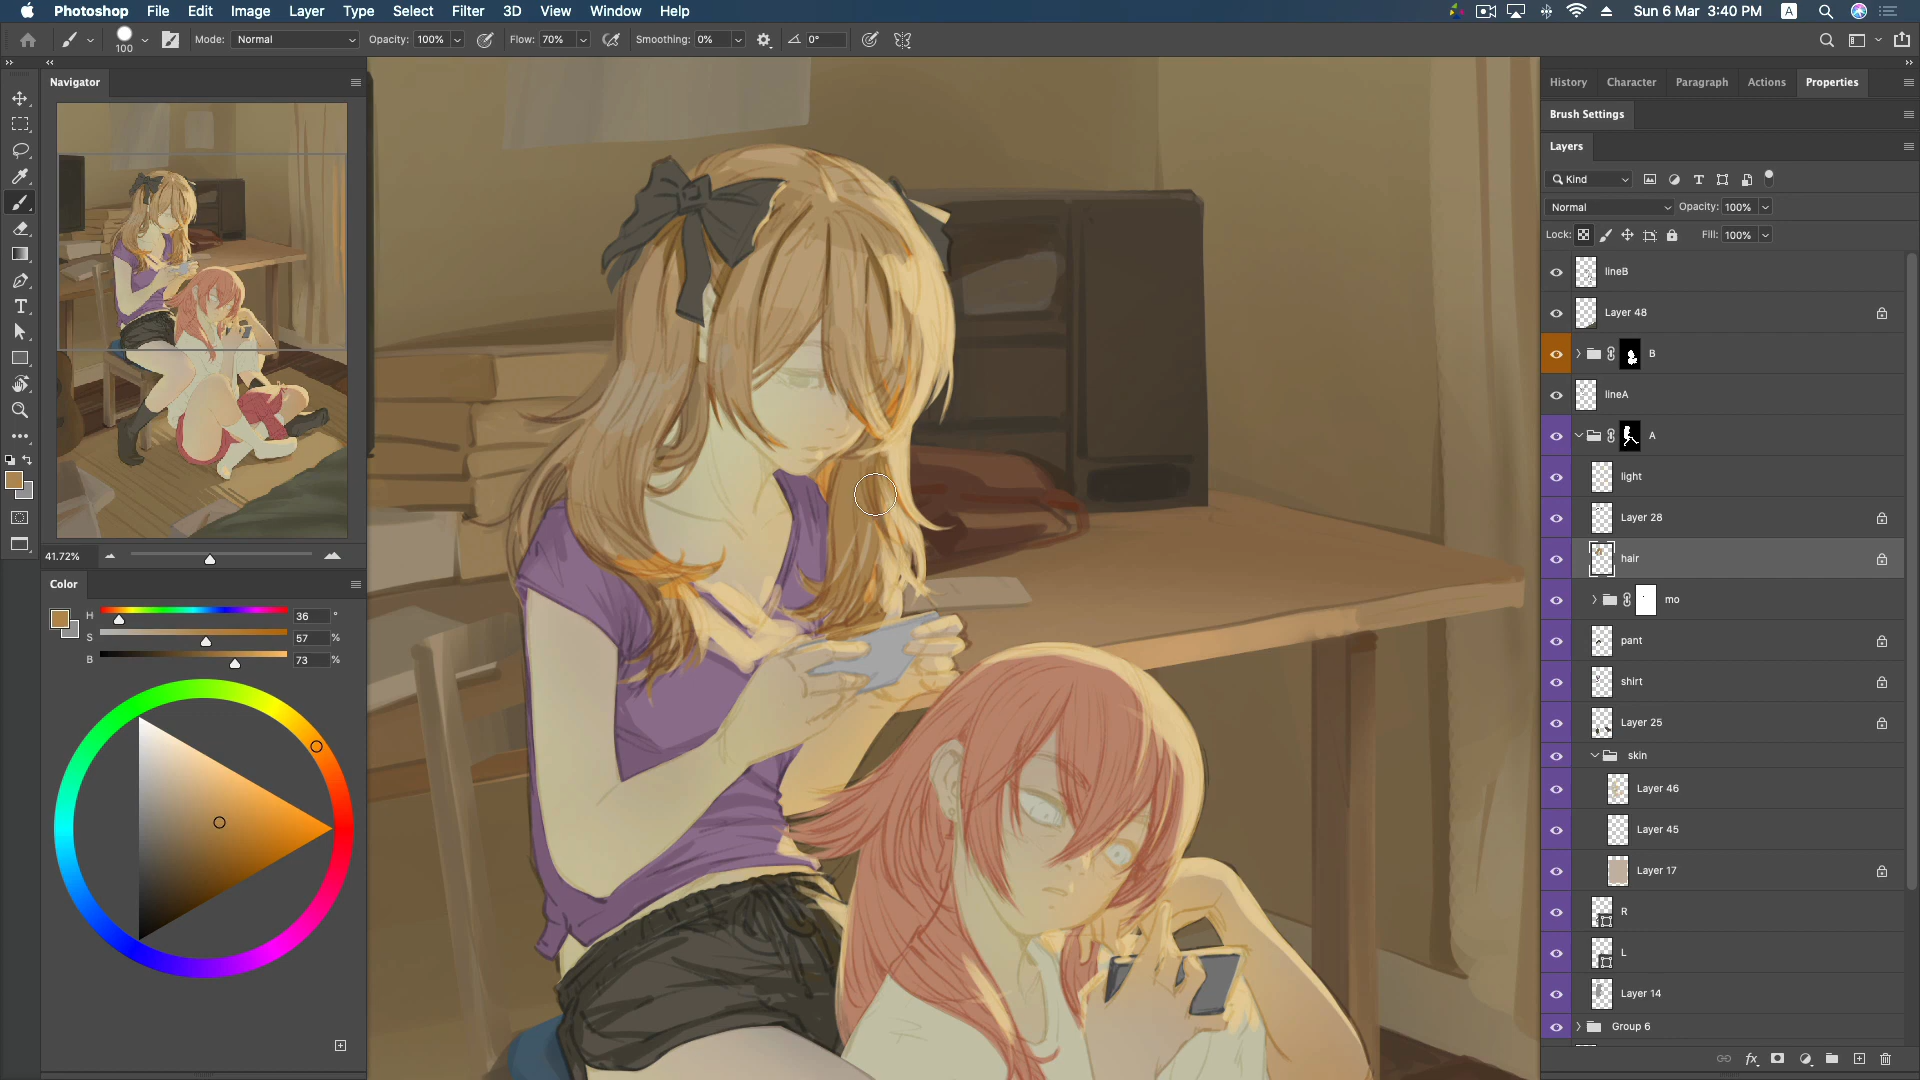 Photoshop File Edit Image Layer Type Select Filter 3D View Window Help
Sun 6 Mar 3:40 PM A
100 Mode: Normal Opacity: 100% Flow: 70% Smoothing: 0% 0°
Navigator
41.72%
Color
H 36 °
S 57 %
B 73 %
History Character Paragraph Actions Properties
Brush Settings
Layers
Kind
Normal Opacity: 100%
Lock: Fill: 100%
lineB
Layer 48
B
lineA
A
light
Layer 28
hair
mo
pant
shirt
Layer 25
skin
Layer 46
Layer 45
Layer 17
R
L
Layer 14
Group 6